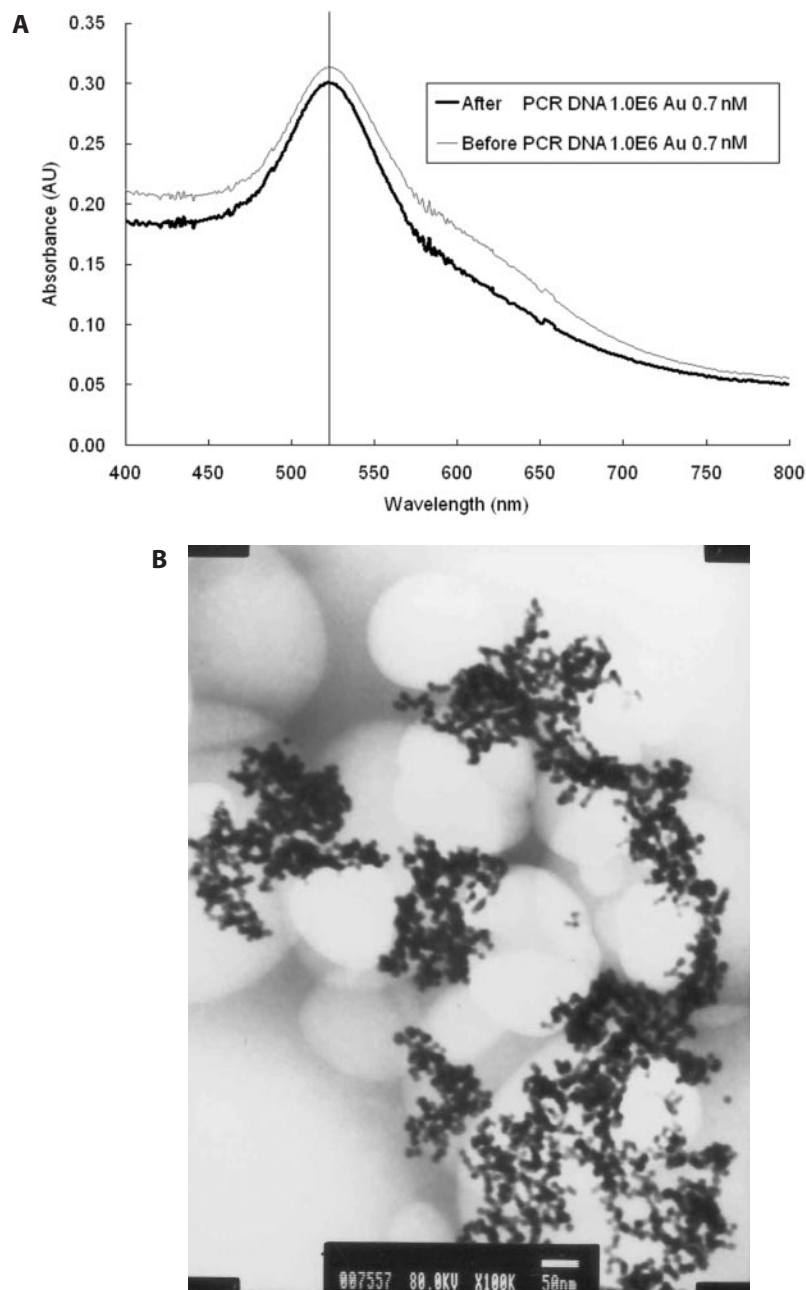 A
0.35
0.30
0.25
0.20
0.15
0.10
0.05
0.00
Absorbance (AU)
After PCR DNA 1.0E6 Au 0.7 nM
Before PCR DNA 1.0E6 Au 0.7 nM
400 450 500 550 600 650 700 750 800
Wavelength (nm)
B
007557 80.0KV X100K 50nm